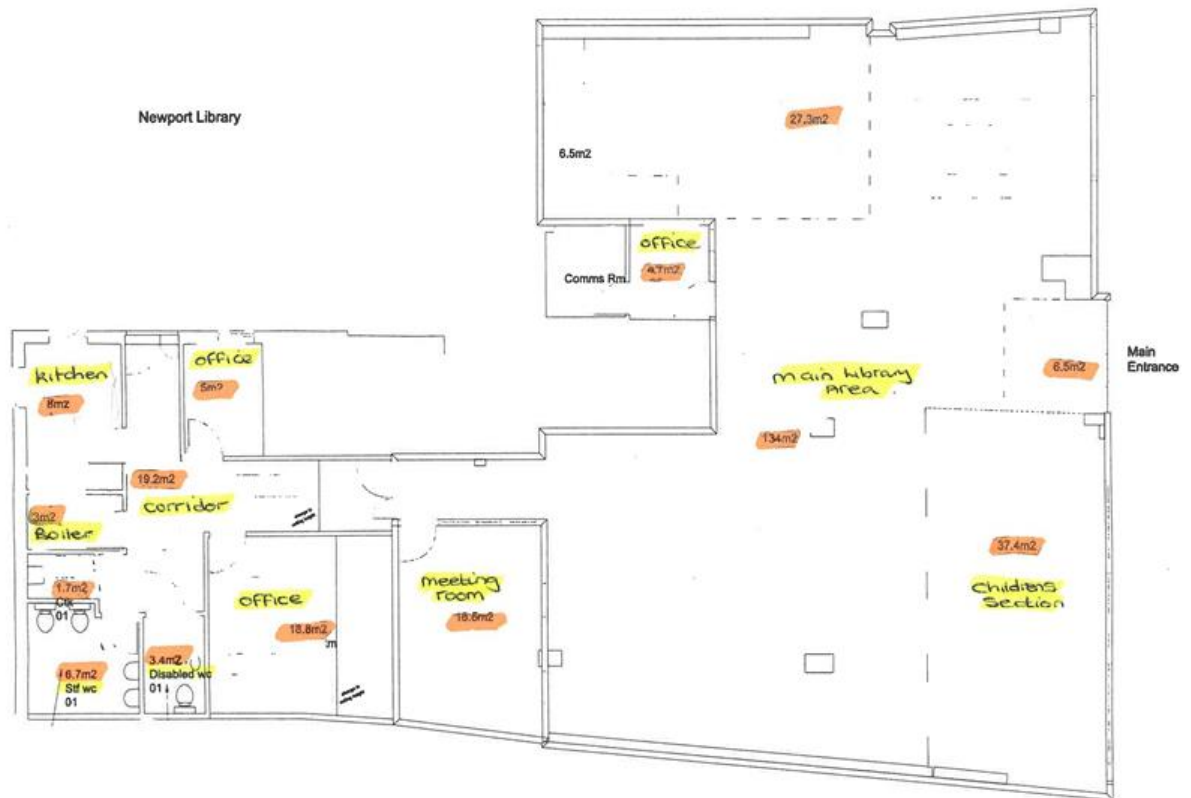 Newport Library
27.3m2
6.5m2
office
4.7m2
Comms Rm
Main
Entrance
6.5m2
main Library
Area
134m2
kitchen
8m2
office
5m2
19.2m2
corridor
3m2
Boiler
1.7m2
01
office
18.8m2
meeting
room
37.4m2
Childrens
Section
6.7m2
Stf wc
01
3.4m2
Disabled wc
01